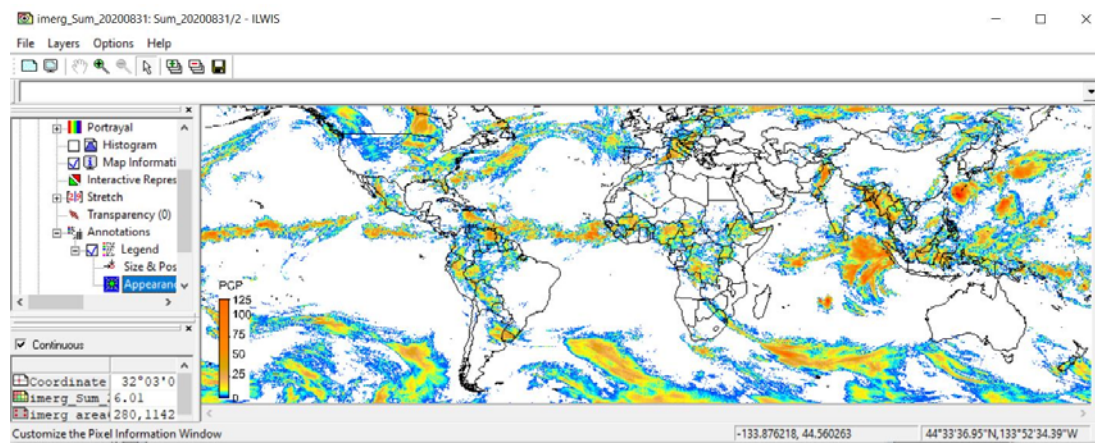 imerg_Sum_20200831: Sum_20200831/2 - ILWIS
File Layers Options Help
Portrayal
Histogram
Map Informati
Interactive Repres
Stretch
Transparency (0)
Annotations
Legend
Size & Pos
Appearan
PCP
125
100
75
50
25
0
Continuous
Coordinate 32°03'0
imerg_Sum_2 6.01
imerg area 280,1142
Customize the Pixel Information Window
-133.876218, 44.560263
44°33'36.95"N,133°52'34.39"W